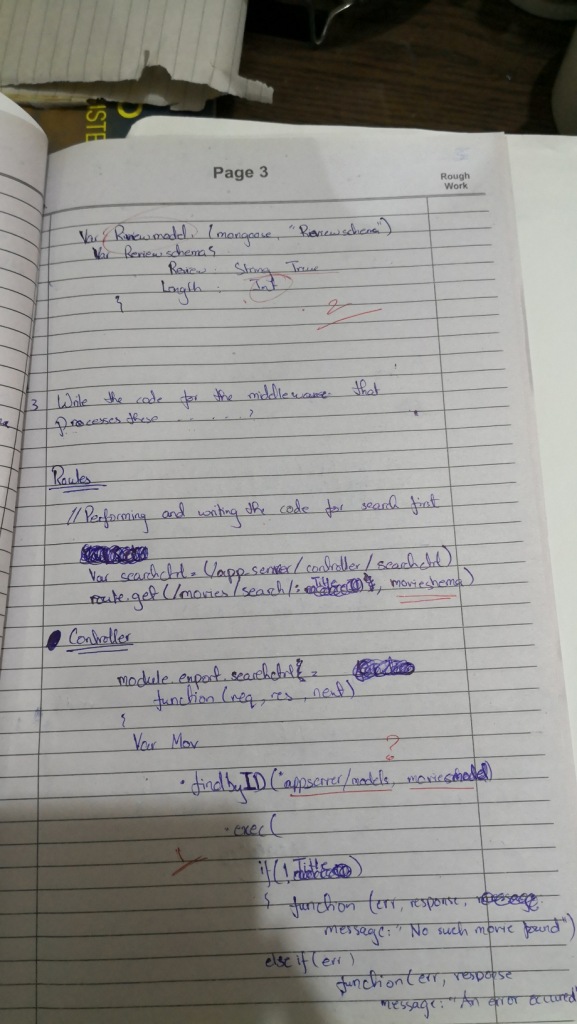 ISTE
Page 3
Rough
Work
Var Reviewmodel (mongoose, "Reviewschema")
Var Reviewschema{
Review : String True
Length : Int
}
2
3 Write the code for the middleware that
processes these ........?
Routes
//Performing and writing the code for search first
Var searchctrl = (/app server/controller/searchctrl)
route.get(/movies/search/: Title, movieshema)
Controller
module.export.searchctrl =
function (req, res, next)
{
Var Mov
?
.findbyID("appserver/models, moviesmodel)
.exec(
1
if(! Title)
{ function (err, response,
message: "No such movie found")
else if(err)
function(err, response
message: "An error occured"